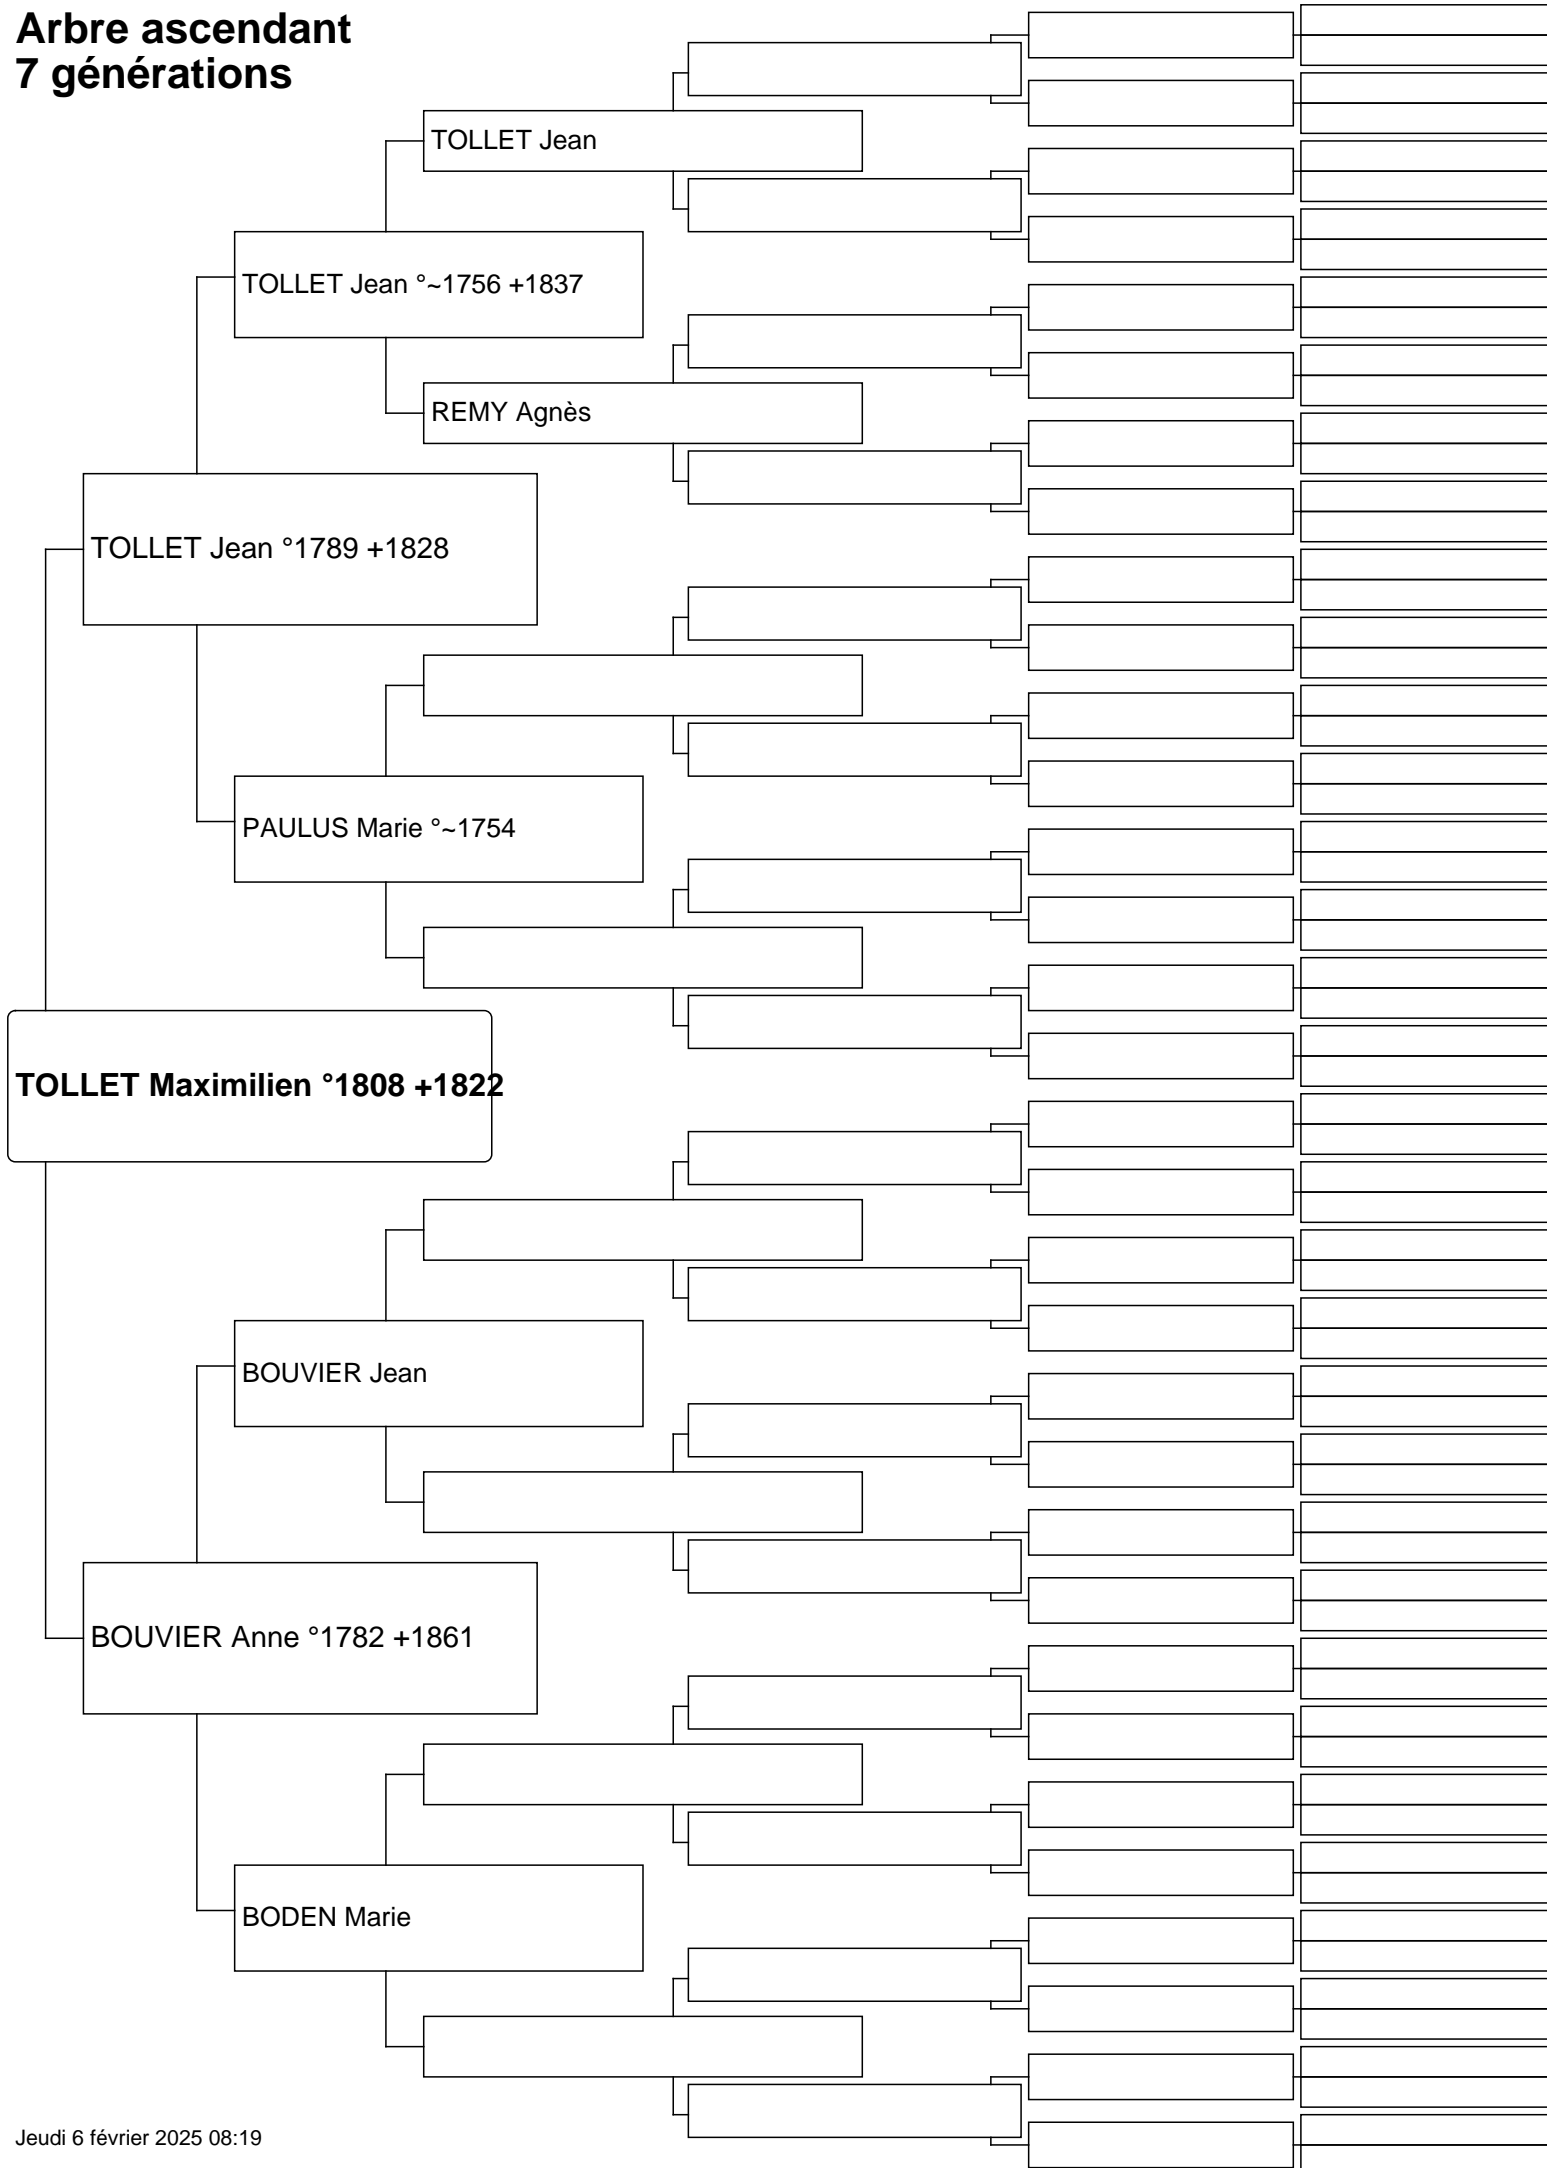 Arbre ascendant
7 générations
TOLLET Jean
TOLLET Jean °~1756 +1837
REMY Agnès
TOLLET Jean °1789 +1828
PAULUS Marie °~1754
TOLLET Maximilien °1808 +1822
BOUVIER Jean
BOUVIER Anne °1782 +1861
BODEN Marie
Jeudi 6 février 2025 08:19